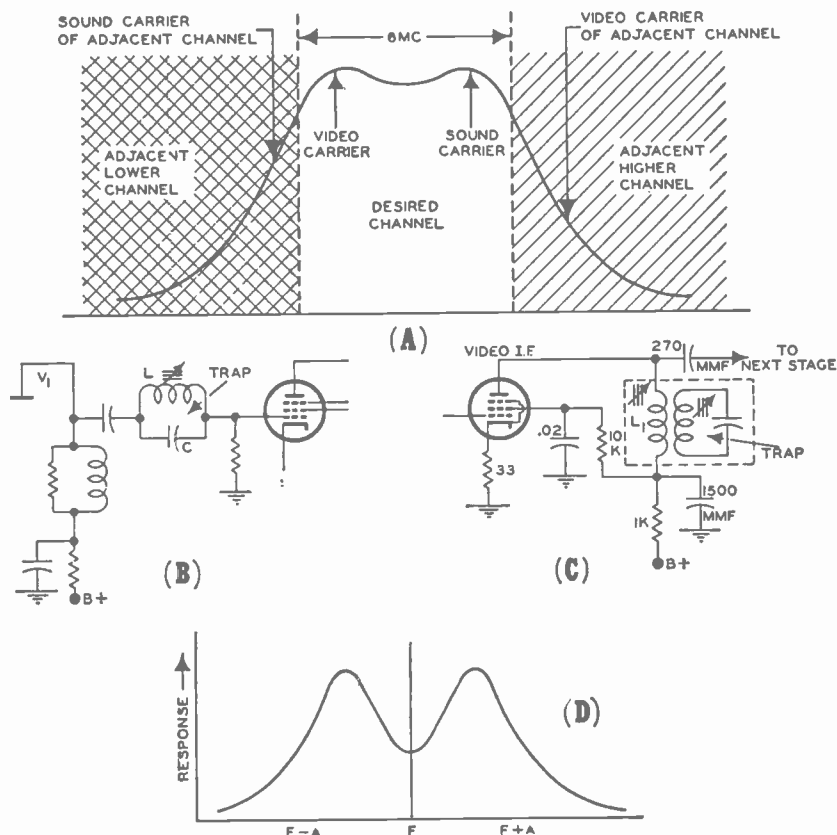 SOUND CARRIER
OF ADJACENT CHANNEL
6MC
VIDEO CARRIER
OF ADJACENT CHANNEL
ADJACENT
LOWER
CHANNEL
VIDEO
CARRIER
SOUND
CARRIER
DESIRED
CHANNEL
ADJACENT
HIGHER
CHANNEL
(A)
V1
L
TRAP
C
B+
(B)
VIDEO I.F.
270
MMF
TO
NEXT STAGE
L1
TRAP
.02
10
K
33
1500
MMF
1K
B+
(C)
RESPONSE
(D)
F-A
F
F+A